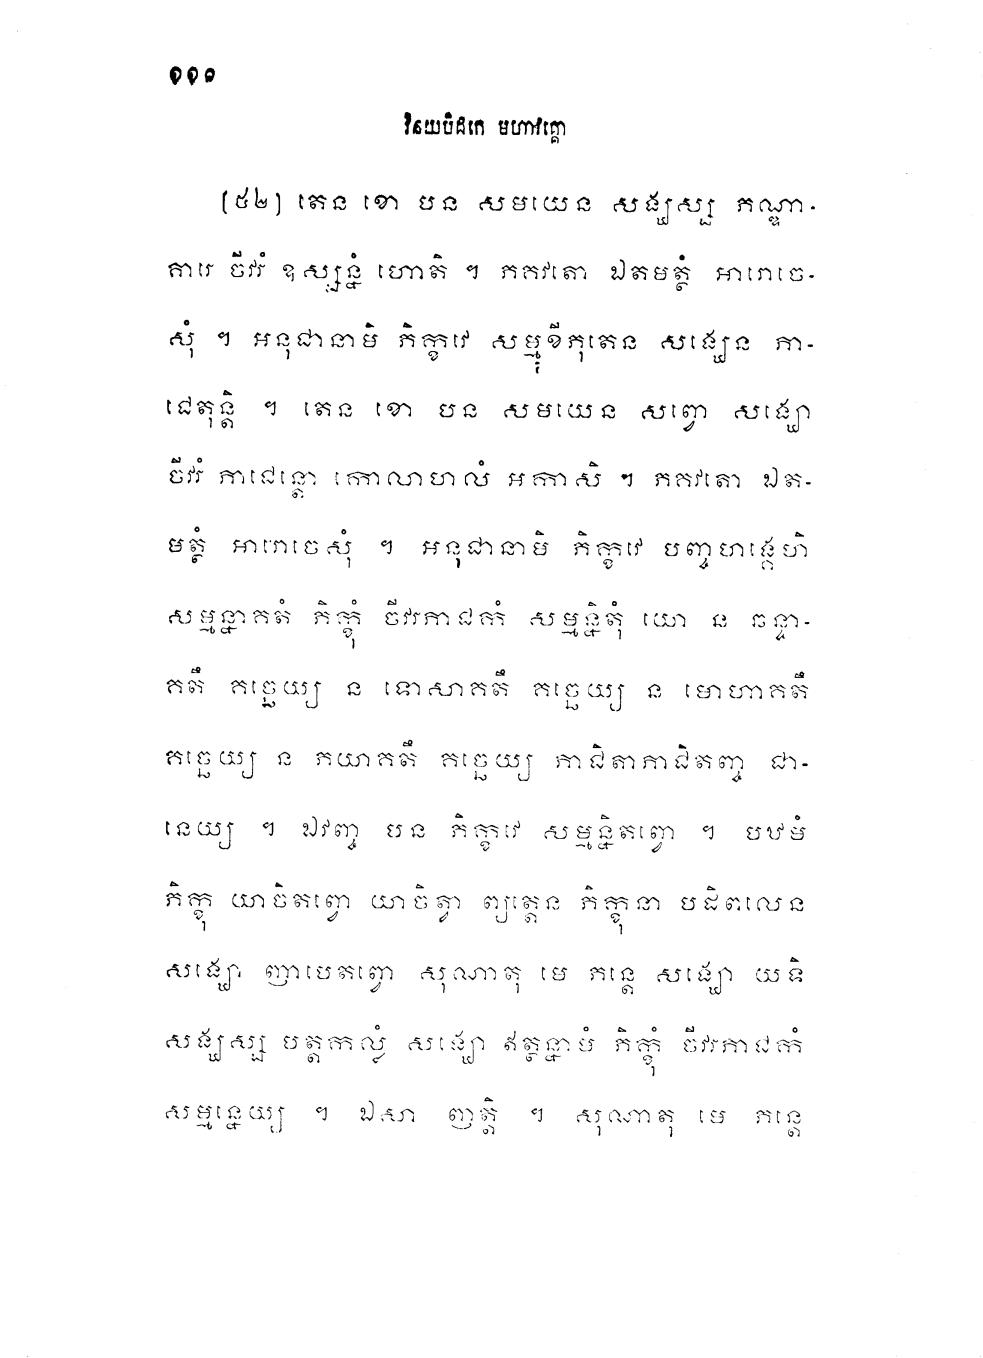 ១១០
វិនយបិដកេ មហាវគ្គោ
(៥២) តេន ខោ បន សមយេន សង្ឃស្ស ភណ្ឌា-
គារេ ចីវរំ ឧស្សន្នំ ហោតិ ។ ភគវតោ ឯតមត្ថំ អារោចេ-
សុំ ។ អនុជានាមិ ភិក្ខវេ សម្មុខីភូតេន សង្ឃេន ភា-
ជេតុន្តិ ។ តេន ខោ បន សមយេន សព្វោ សង្ឃោ
ចីវរំ ភាជេន្តោ កោលាហលំ អកាសិ ។ ភគវតោ ឯត-
មត្ថំ អារោចេសុំ ។ អនុជានាមិ ភិក្ខវេ បញ្ចហង្គេហិ
សម្មន្នាគតំ ភិក្ខុំ ចីវរភាជកំ សម្មន្និតុំ យោ ន ឆន្ទា-
គតឹ គច្ឆេយ្យ ន ទោសាគតឹ គច្ឆេយ្យ ន មោហាគតឹ
គច្ឆេយ្យ ន ភយាគតឹ គច្ឆេយ្យ ភាជិតាភាជិតញ្ច ជា-
នេយ្យ ។ ឯវញ្ច បន ភិក្ខវេ សម្មន្និតព្វោ ។ បឋមំ
ភិក្ខុ យាចិតព្វោ យាចិត្វា ព្យត្តេន ភិក្ខុនា បដិពលេន
សង្ឃោ ញាបេតព្វោ សុណាតុ មេ ភន្តេ សង្ឃោ យទិ
សង្ឃស្ស បត្តកល្លំ សង្ឃោ ឥត្ថន្នាមំ ភិក្ខុំ ចីវរភាជកំ
សម្មន្នេយ្យ ។ ឯសា ញត្តិ ។ សុណាតុ មេ ភន្តេ